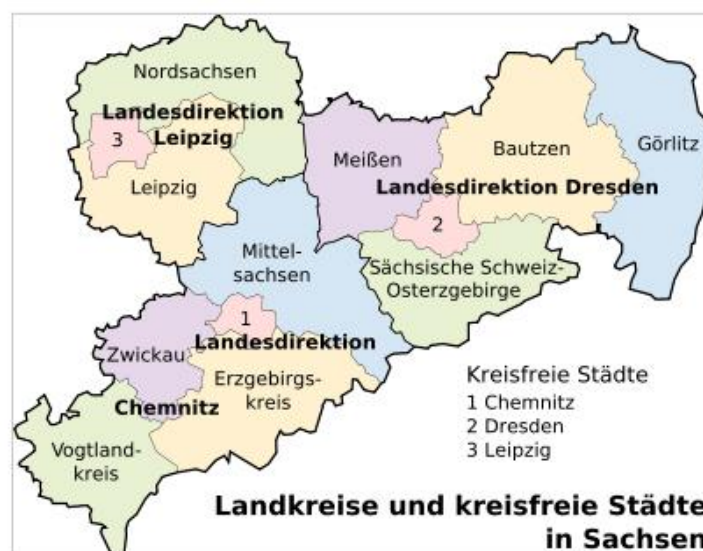 Nordsachsen
Landesdirektion
Leipzig
3
Leipzig
Meißen
Bautzen
Görlitz
Landesdirektion Dresden
2
Mittel-
sachsen
Sächsische Schweiz-
Osterzgebirge
1
Zwickau
Landesdirektion
Chemnitz
Erzgebirgs-
kreis
Vogtland-
kreis
Kreisfreie Städte
1 Chemnitz
2 Dresden
3 Leipzig
Landkreise und kreisfreie Städte
in Sachsen